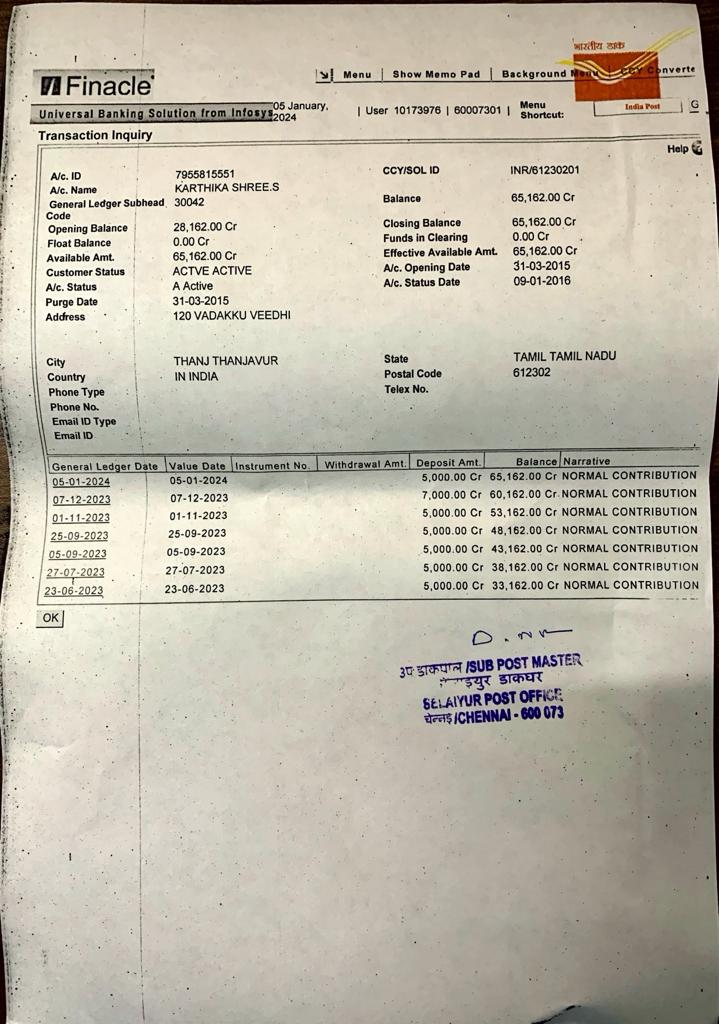 भारतीय डाक
Menu | Show Memo Pad | Background Menu | CCY Converte
Finacle
Universal Banking Solution from Infosys
05 January, 2024 | User 10173976 | 60007301 | Menu Shortcut:
India Post
G
Transaction Inquiry
Help
A/c. ID 7955815551 CCY/SOL ID INR/61230201
A/c. Name KARTHIKA SHREE.S
General Ledger Subhead Code 30042 Balance 65,162.00 Cr
Opening Balance 28,162.00 Cr Closing Balance 65,162.00 Cr
Float Balance 0.00 Cr Funds in Clearing 0.00 Cr
Available Amt. 65,162.00 Cr Effective Available Amt. 65,162.00 Cr
Customer Status ACTVE ACTIVE A/c. Opening Date 31-03-2015
A/c. Status A Active A/c. Status Date 09-01-2016
Purge Date 31-03-2015
Address 120 VADAKKU VEEDHI
City THANJ THANJAVUR State TAMIL TAMIL NADU
Country IN INDIA Postal Code 612302
Phone Type Telex No.
Phone No.
Email ID Type
Email ID
General Ledger Date Value Date Instrument No. Withdrawal Amt. Deposit Amt. Balance Narrative
05-01-2024 05-01-2024 5,000.00 Cr 65,162.00 Cr NORMAL CONTRIBUTION
07-12-2023 07-12-2023 7,000.00 Cr 60,162.00 Cr NORMAL CONTRIBUTION
01-11-2023 01-11-2023 5,000.00 Cr 53,162.00 Cr NORMAL CONTRIBUTION
25-09-2023 25-09-2023 5,000.00 Cr 48,162.00 Cr NORMAL CONTRIBUTION
05-09-2023 05-09-2023 5,000.00 Cr 43,162.00 Cr NORMAL CONTRIBUTION
27-07-2023 27-07-2023 5,000.00 Cr 38,162.00 Cr NORMAL CONTRIBUTION
23-06-2023 23-06-2023 5,000.00 Cr 33,162.00 Cr NORMAL CONTRIBUTION
OK
उप डाकपाल /SUB POST MASTER
डाकघर
SELAIYUR POST OFFICE
चेन्नई /CHENNAI - 600 073